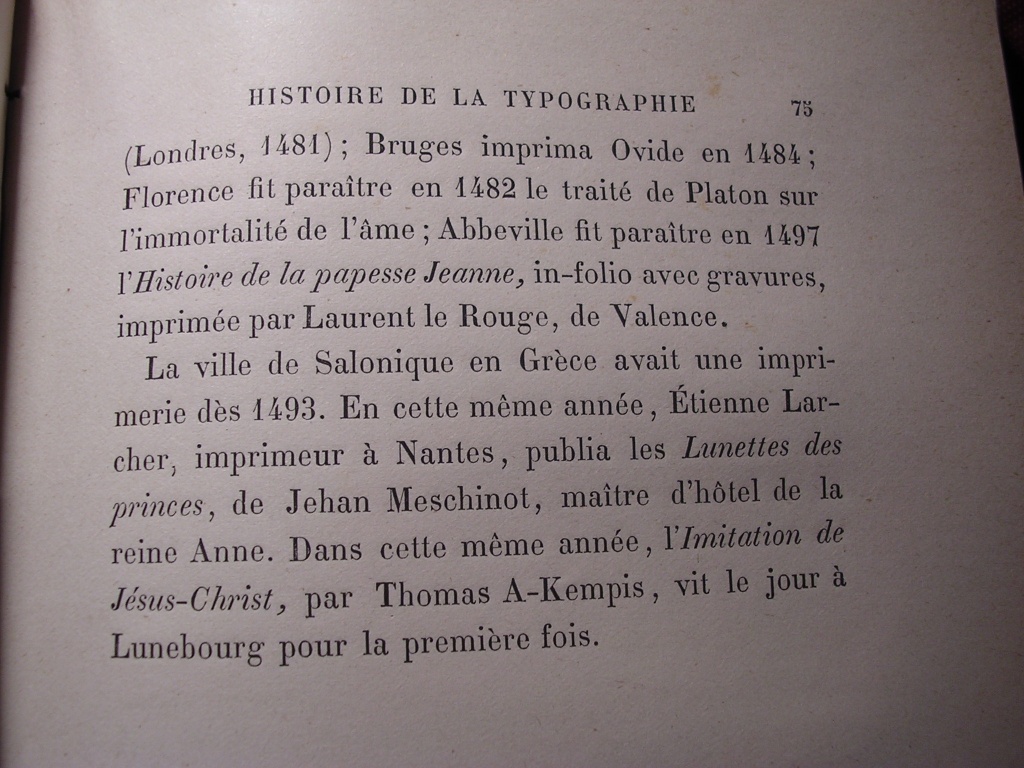 HISTOIRE DE LA TYPOGRAPHIE 75
(Londres, 1481) ; Bruges imprima Ovide en 1484 ;
Florence fit paraître en 1482 le traité de Platon sur
l'immortalité de l'âme ; Abbeville fit paraître en 1497
l'Histoire de la papesse Jeanne, in-folio avec gravures,
imprimée par Laurent le Rouge, de Valence.
La ville de Salonique en Grèce avait une impri-
merie dès 1493. En cette même année, Étienne Lar-
cher, imprimeur à Nantes, publia les Lunettes des
princes, de Jehan Meschinot, maître d'hôtel de la
reine Anne. Dans cette même année, l'Imitation de
Jésus-Christ, par Thomas A-Kempis, vit le jour à
Lunebourg pour la première fois.